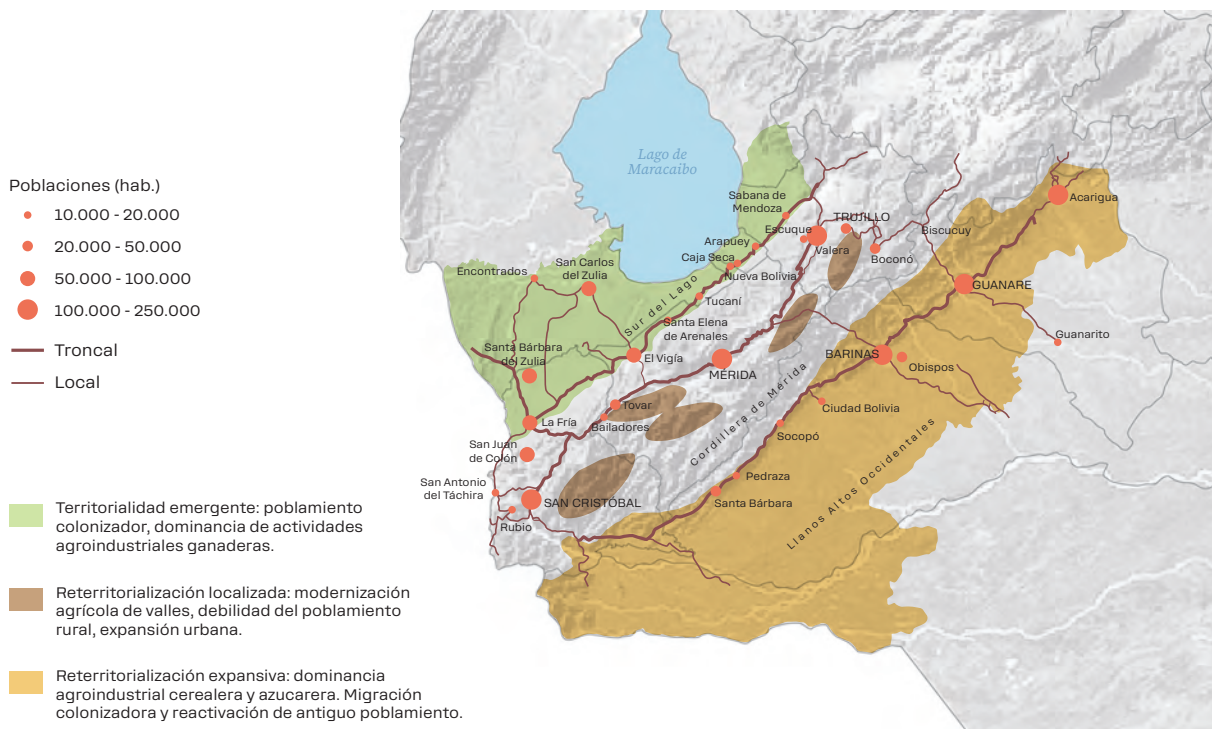 Poblaciones (hab.)
10.000 - 20.000
20.000 - 50.000
50.000 - 100.000
100.000 - 250.000
Troncal
Local
Territorialidad emergente: poblamiento
colonizador, dominancia de actividades
agroindustriales ganaderas.
Reterritorialización localizada: modernización
agrícola de valles, debilidad del poblamiento
rural, expansión urbana.
Reterritorialización expansiva: dominancia
agroindustrial cerealera y azucarera. Migración
colonizadora y reactivación de antiguo poblamiento.
Lago de
Maracaibo
Sabana de
Mendoza
TRUJILLO
Escuque
Valera
Boconó
Biscucuy
Acarigua
Arapuey
Caja Seca
Nueva Bolivia
Encontrados
San Carlos
del Zulia
Tucaní
Sur del Lago
Santa Elena
de Arenales
GUANARE
Guanarito
Santa Bárbara
del Zulia
El Vigía
MÉRIDA
BARINAS
Obispos
Cordillera de Mérida
Ciudad Bolivia
Tovar
Bailadores
La Fría
Socopó
Llanos Altos Occidentales
San Juan
de Colón
San Antonio
del Táchira
SAN CRISTÓBAL
Pedraza
Santa Bárbara
Rubio